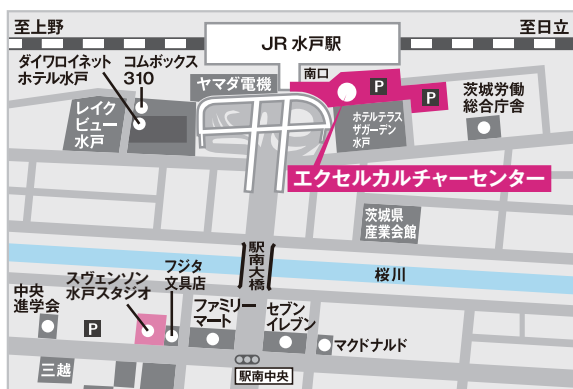 至上野
至日立
JR 水戸駅
ダイワロイネット
ホテル水戸
コムボックス
310
ヤマダ電機
南口
P
P
茨城労働
総合庁舎
レイク
ビュー
水戸
ホテルテラス
ザガーデン
水戸
エクセルカルチャーセンター
茨城県
産業会館
駅南大橋
桜川
中央
進学会
スヴェンソン
水戸スタジオ
フジタ
文具店
P
ファミリー
マート
セブン
イレブン
マクドナルド
三越
駅南中央